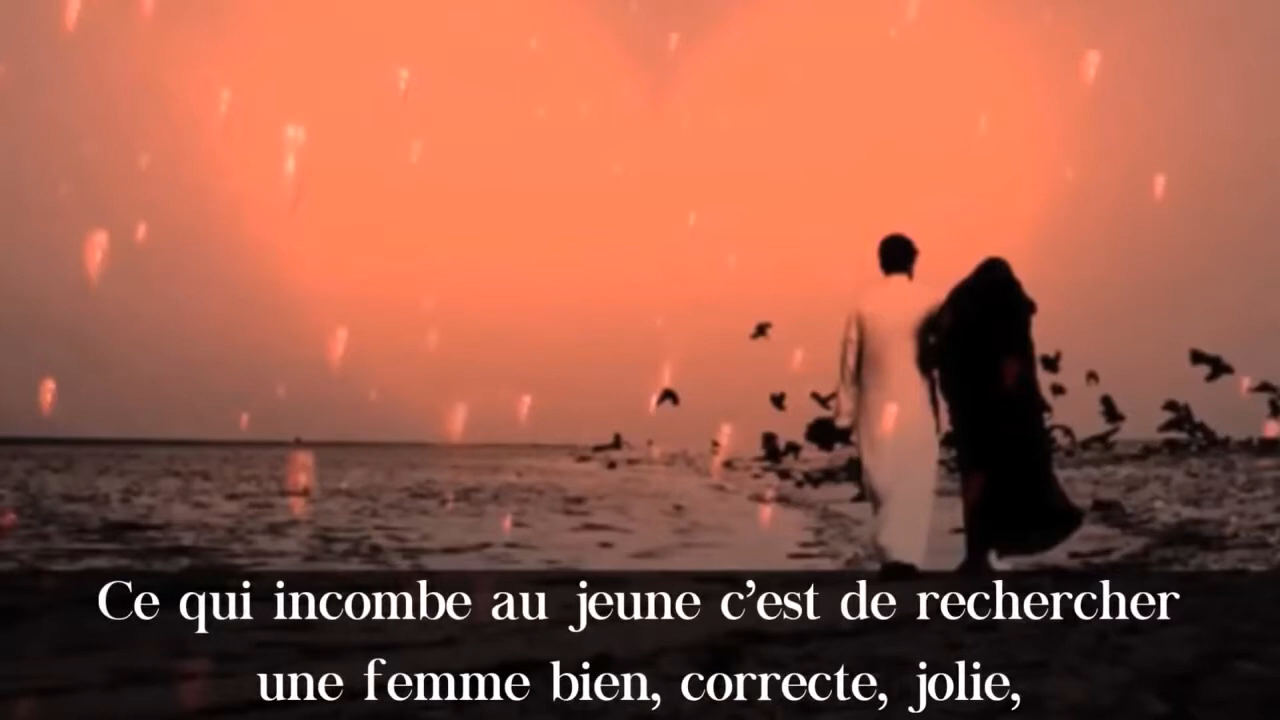 Ce qui incombe au jeune c'est de rechercher
une femme bien, correcte, jolie,